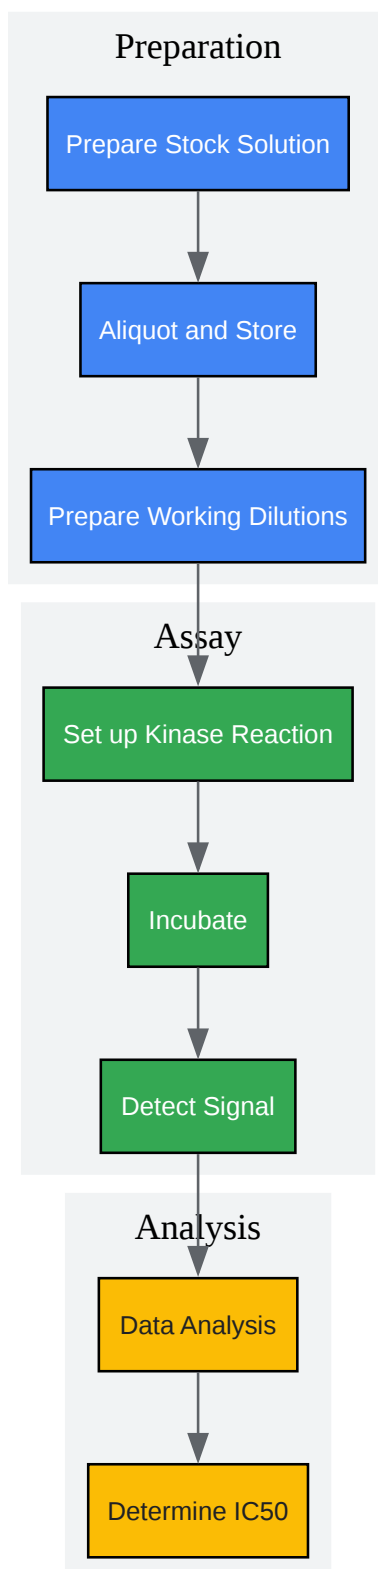 Preparation
Prepare Stock Solution
Aliquot and Store
Prepare Working Dilutions
Assay
Set up Kinase Reaction
Incubate
Detect Signal
Analysis
Data Analysis
Determine IC50